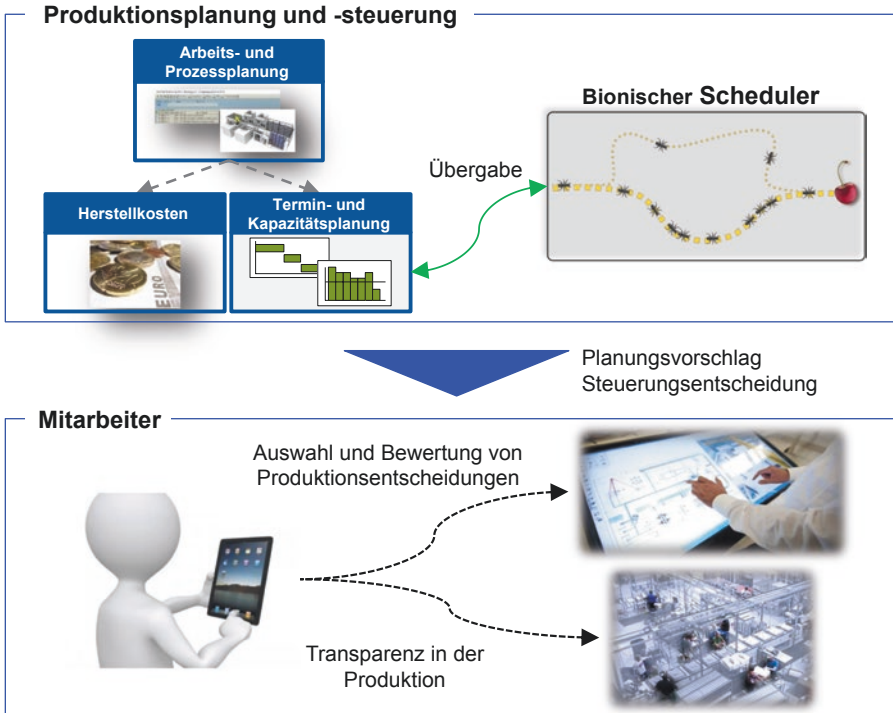 Produktionsplanung und -steuerung
Arbeits- und
Prozessplanung
Bionischer Scheduler
Übergabe
Herstellkosten
Termin- und
Kapazitätsplanung
EURO
Planungsvorschlag
Steuerungsentscheidung
Mitarbeiter
Auswahl und Bewertung von
Produktionsentscheidungen
Transparenz in der
Produktion